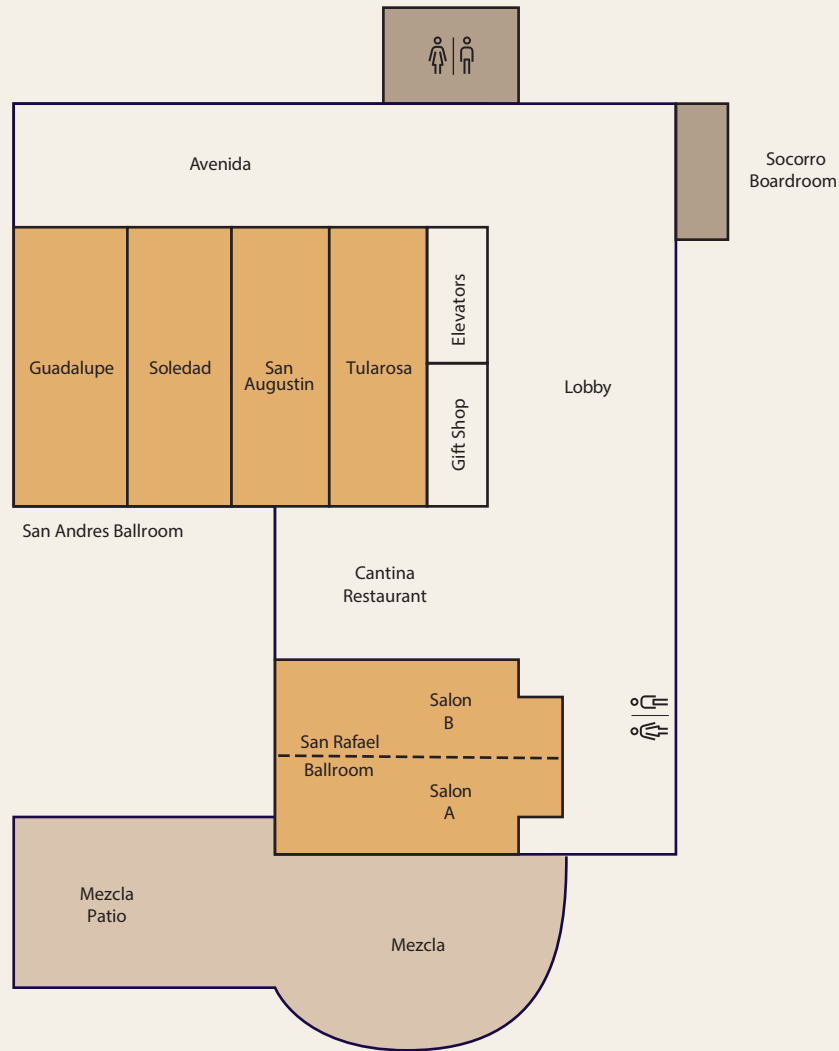 Avenida
Socorro
Boardroom
Elevators
Guadalupe
Soledad
San
Augustin
Tularosa
Lobby
Gift Shop
San Andres Ballroom
Cantina
Restaurant
Salon
B
San Rafael
Ballroom
Salon
A
Mezcla
Patio
Mezcla